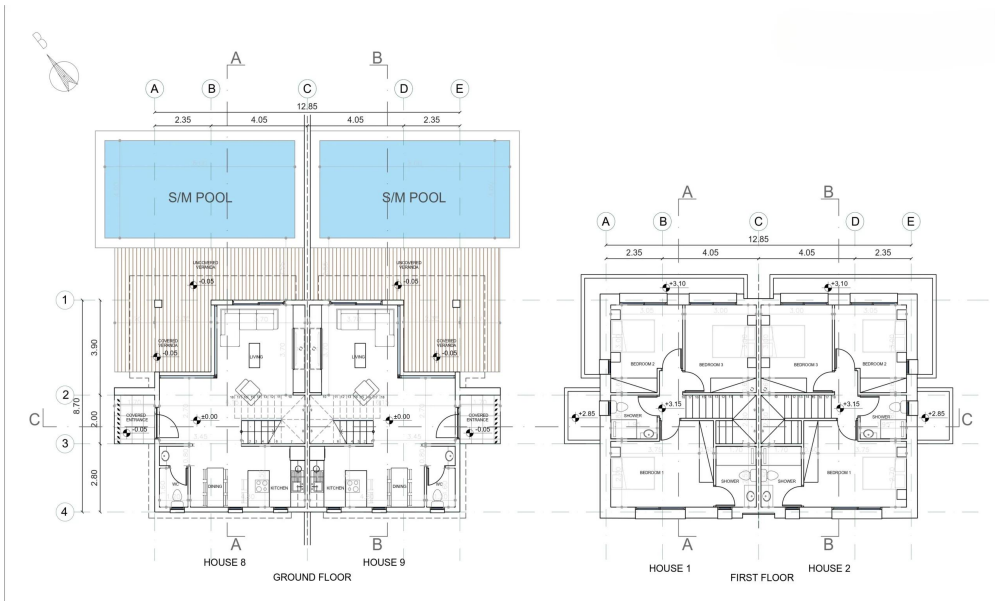 B
A
B
A
B
C
D
E
12.85
2.35
4.05
4.05
2.35
S/M POOL
S/M POOL
UNCOVERED
VERANDA
-0.05
UNCOVERED
VERANDA
-0.05
1
COVERED
VERANDA
-0.05
LIVING
LIVING
COVERED
VERANDA
-0.05
3.90
8.70
2
2.00
C
COVERED
ENTRANCE
-0.05
±0.00
±0.00
COVERED
ENTRANCE
-0.05
3
2.80
WC
DINING
KITCHEN
KITCHEN
DINING
WC
4
A
B
HOUSE 8
HOUSE 9
GROUND FLOOR
A
B
A
B
C
D
E
12.85
2.35
4.05
4.05
2.35
+3.10
+3.10
BEDROOM 2
BEDROOM 3
BEDROOM 3
BEDROOM 2
+2.85
SHOWER
+3.15
+3.15
SHOWER
+2.85
C
BEDROOM 1
SHOWER
SHOWER
BEDROOM 1
A
B
HOUSE 1
HOUSE 2
FIRST FLOOR